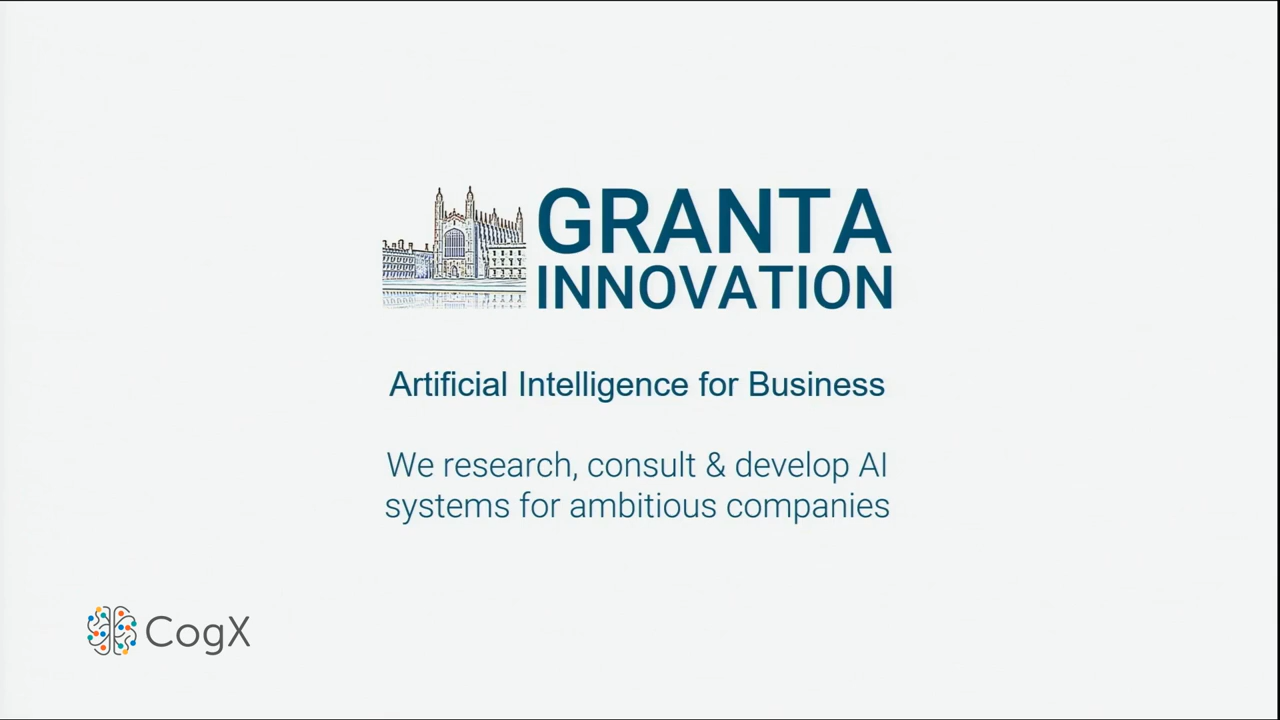 GRANTA
INNOVATION
Artificial Intelligence for Business
We research, consult & develop AI
systems for ambitious companies
CogX